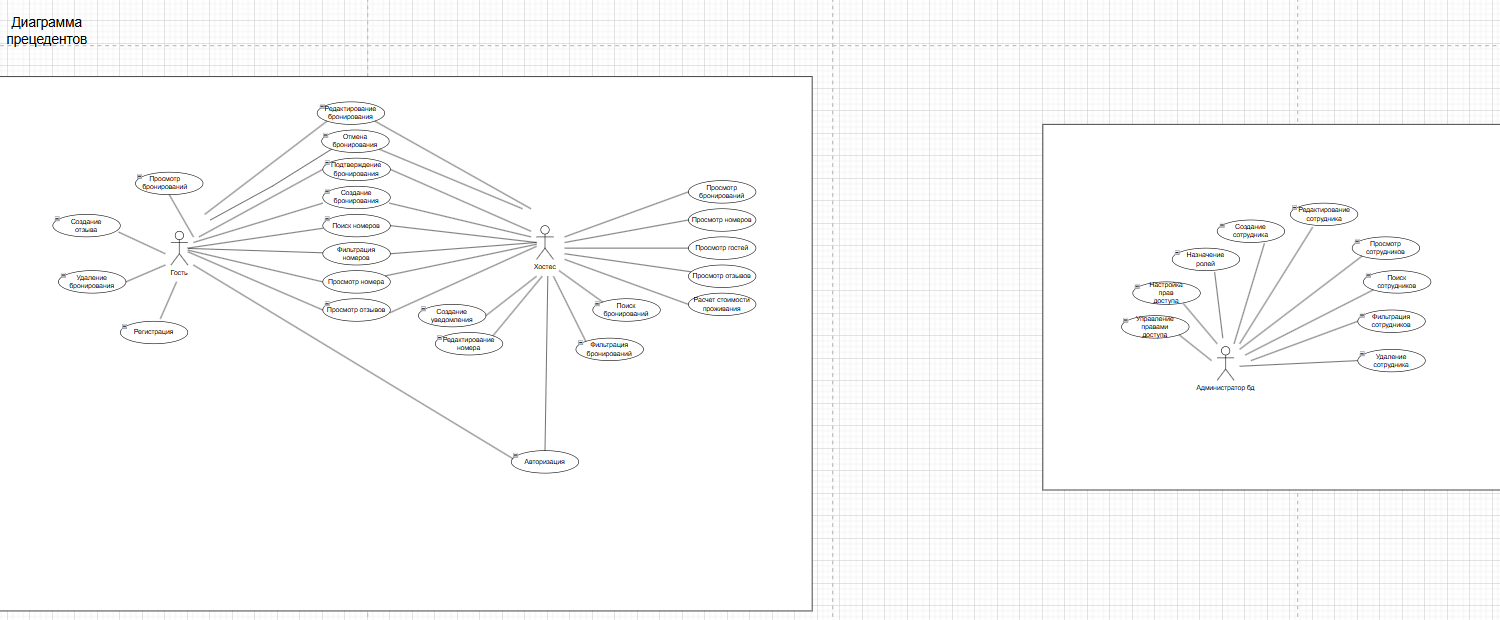 Диаграмма
прецедентов
Редактирование
бронирования
Отмена
бронирования
Подтверждение
бронирования
Создание
бронирования
Поиск номеров
Фильтрация
номеров
Просмотр номера
Просмотр отзывов
Просмотр
бронирований
Создание
отзыва
Удаление
бронирования
Регистрация
Гость
Хостес
Просмотр
бронирований
Просмотр номеров
Просмотр гостей
Просмотр отзывов
Расчет стоимости
проживания
Создание
уведомления
Редактирование
номера
Поиск
бронирований
Фильтрация
бронирований
Авторизация
Редактирование
сотрудника
Создание
сотрудника
Назначение
ролей
Настройка
прав
доступа
Управление
правами
доступа
Просмотр
сотрудников
Поиск
сотрудников
Фильтрация
сотрудников
Удаление
сотрудника
Администратор бд